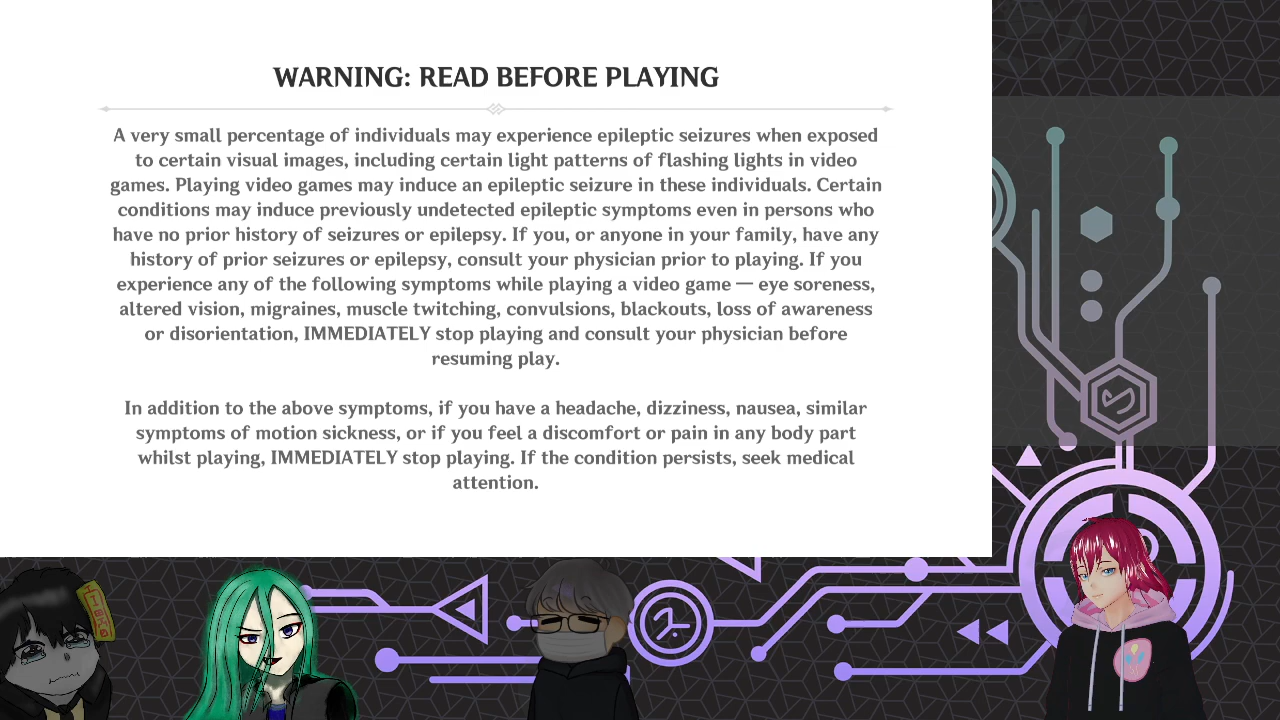 WARNING: READ BEFORE PLAYING
A very small percentage of individuals may experience epileptic seizures when exposed
to certain visual images, including certain light patterns of flashing lights in video
games. Playing video games may induce an epileptic seizure in these individuals. Certain
conditions may induce previously undetected epileptic symptoms even in persons who
have no prior history of seizures or epilepsy. If you, or anyone in your family, have any
history of prior seizures or epilepsy, consult your physician prior to playing. If you
experience any of the following symptoms while playing a video game — eye soreness,
altered vision, migraines, muscle twitching, convulsions, blackouts, loss of awareness
or disorientation, IMMEDIATELY stop playing and consult your physician before
resuming play.
In addition to the above symptoms, if you have a headache, dizziness, nausea, similar
symptoms of motion sickness, or if you feel a discomfort or pain in any body part
whilst playing, IMMEDIATELY stop playing. If the condition persists, seek medical
attention.